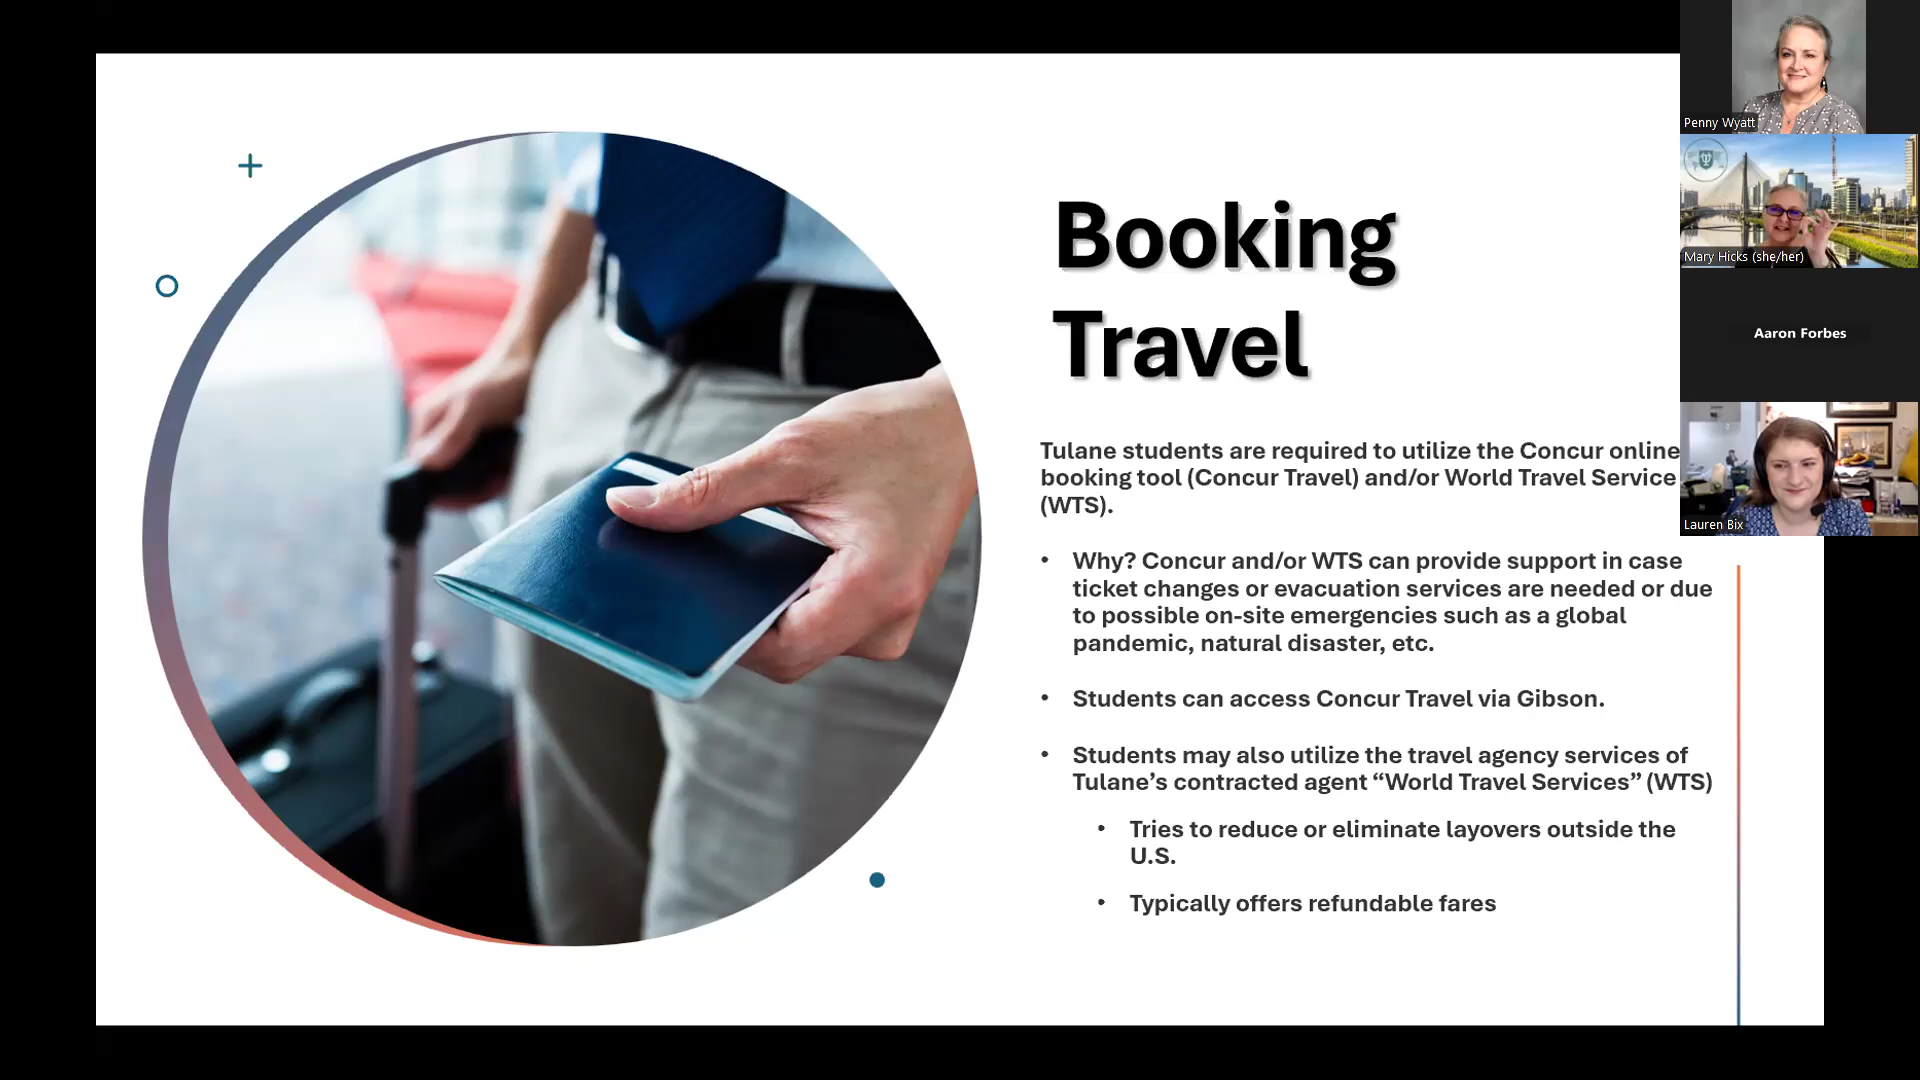 Booking
Travel
Tulane students are required to utilize the Concur online
booking tool (Concur Travel) and/or World Travel Service
(WTS).
• Why? Concur and/or WTS can provide support in case
ticket changes or evacuation services are needed or due
to possible on-site emergencies such as a global
pandemic, natural disaster, etc.
• Students can access Concur Travel via Gibson.
• Students may also utilize the travel agency services of
Tulane’s contracted agent “World Travel Services” (WTS)
• Tries to reduce or eliminate layovers outside the
U.S.
• Typically offers refundable fares
Penny Wyatt
Mary Hicks (she/her)
Aaron Forbes
Lauren Bix